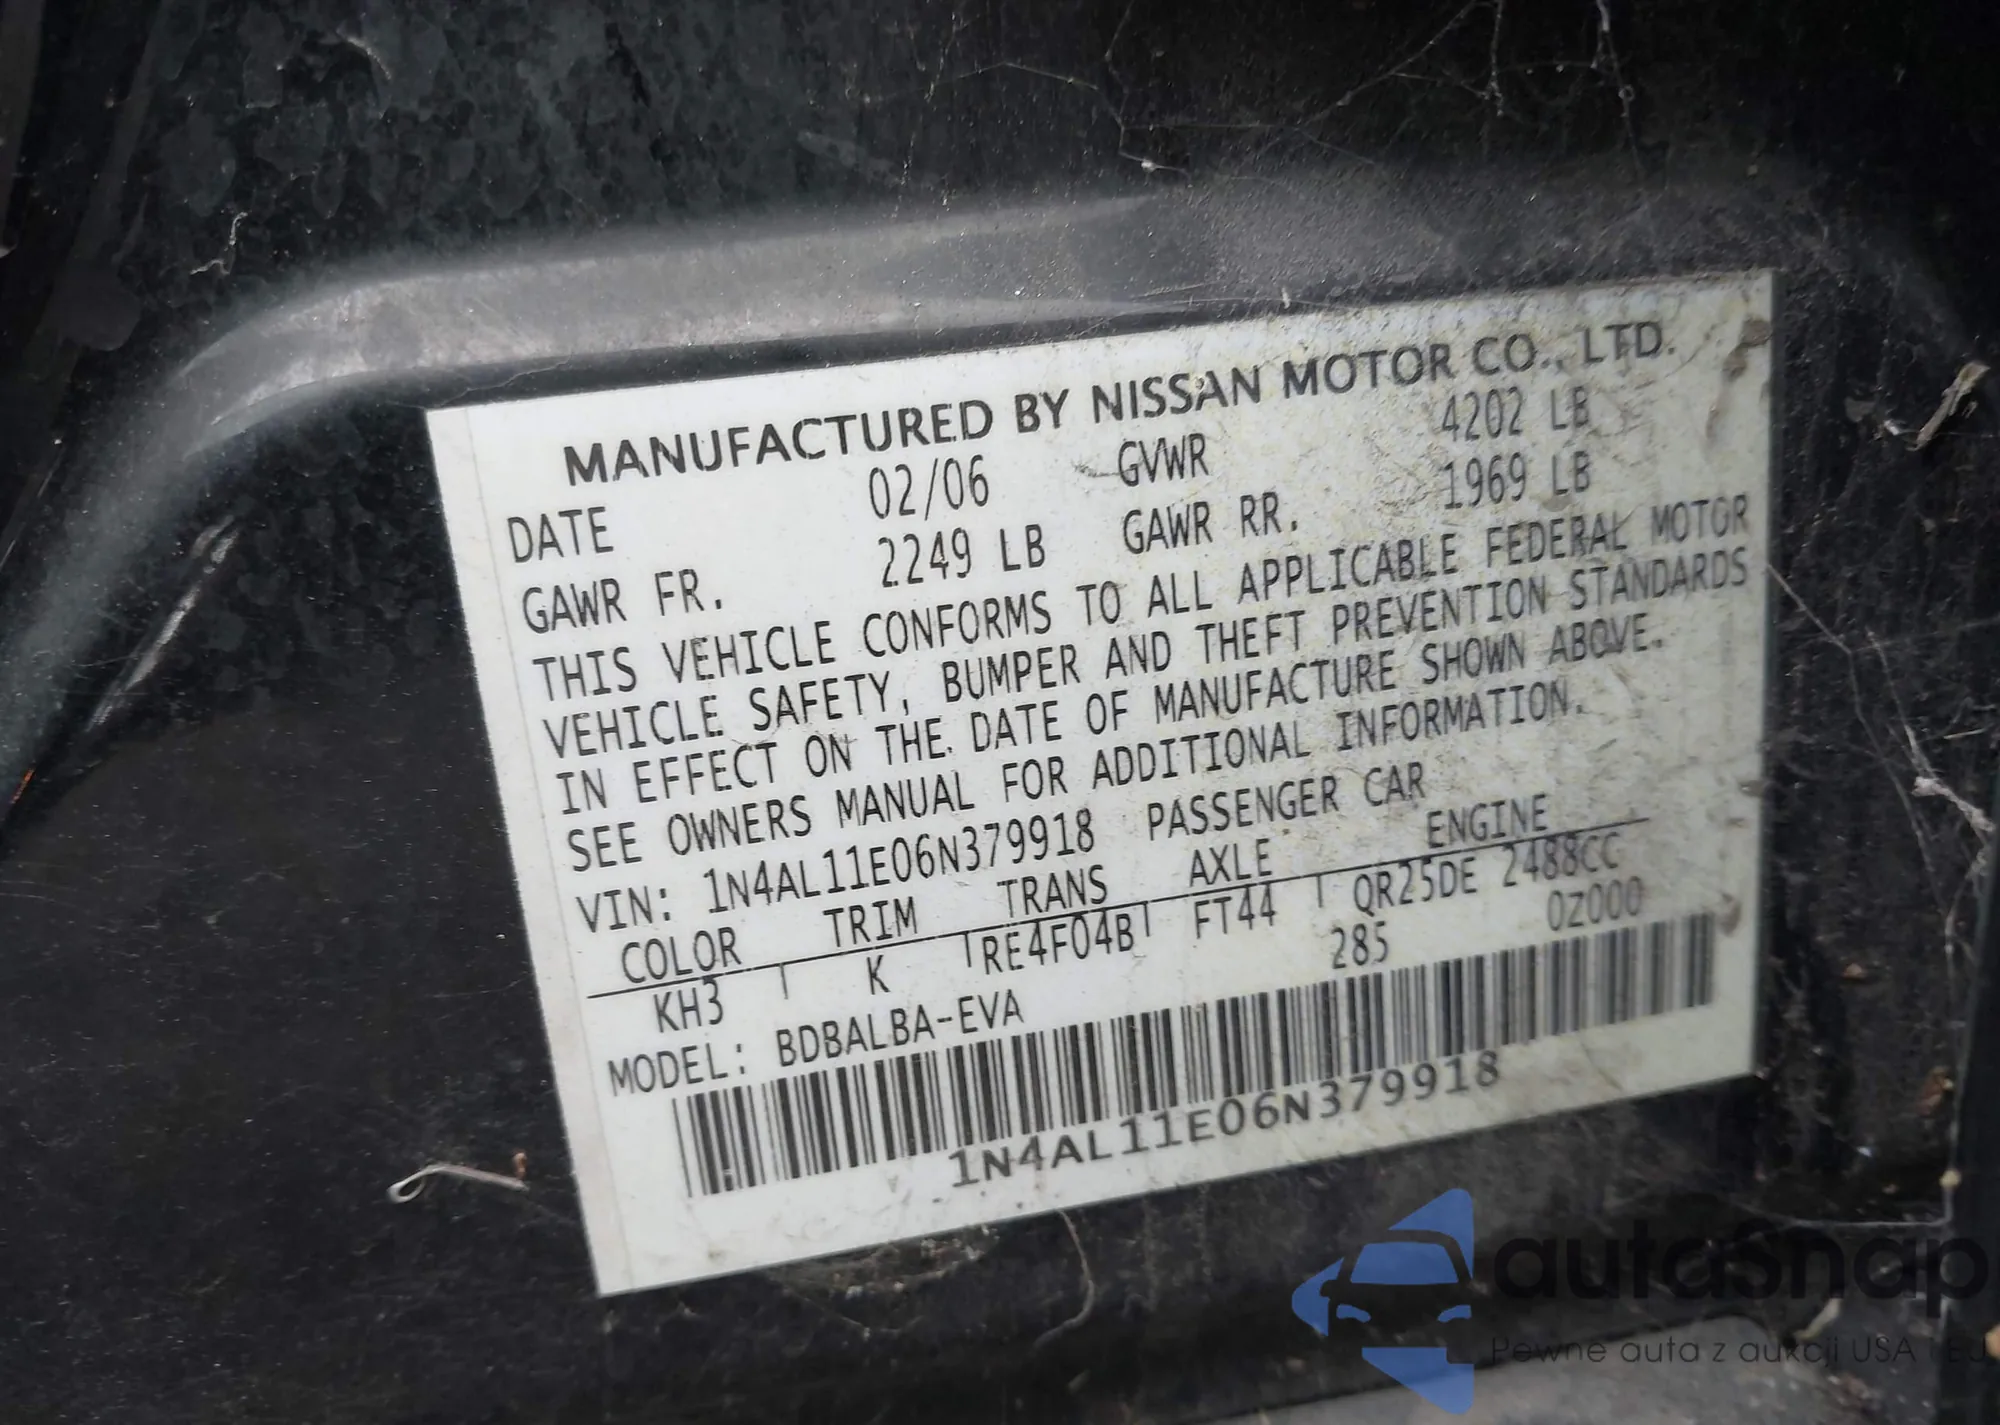 MANUFACTURED BY NISSAN MOTOR CO., LTD.
DATE 02/06 GVWR 4202 LB
GAWR FR. 2249 LB GAWR RR. 1969 LB
THIS VEHICLE CONFORMS TO ALL APPLICABLE FEDERAL MOTOR
VEHICLE SAFETY, BUMPER AND THEFT PREVENTION STANDARDS
IN EFFECT ON THE DATE OF MANUFACTURE SHOWN ABOVE.
SEE OWNERS MANUAL FOR ADDITIONAL INFORMATION.
VIN: 1N4AL11E06N379918 PASSENGER CAR
COLOR TRIM TRANS AXLE ENGINE
KH3 K RE4F04B FT44 QR25DE 2488CC
MODEL: BDBALBA-EVA 285 0Z000
1N4AL11E06N379918
autoSnap
Pewne auta z aukcji USA i EU